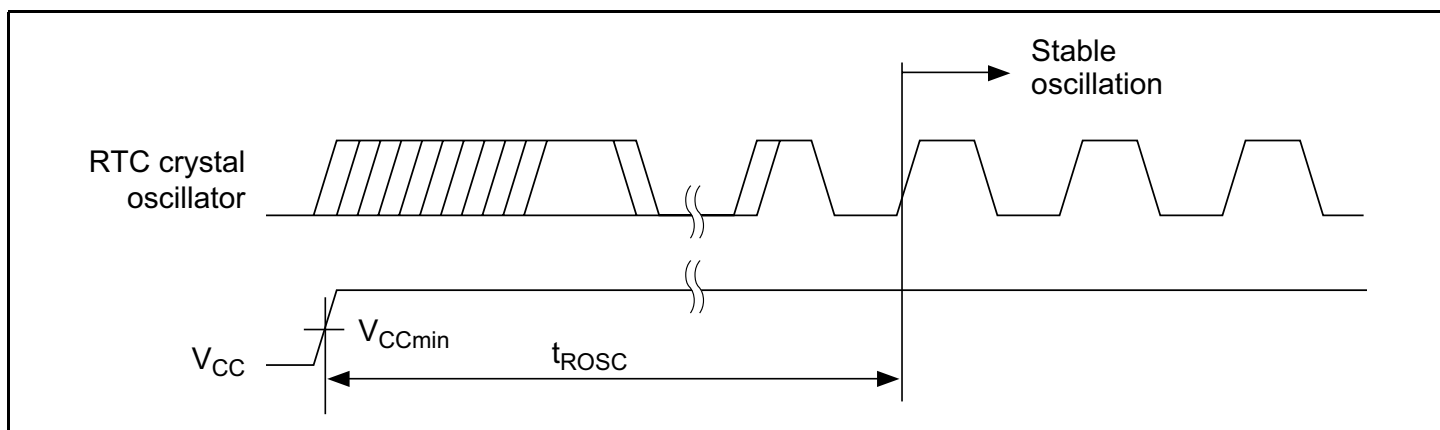 Stable
oscillation
RTC crystal
oscillator
VCCmin
VCC
tROSC